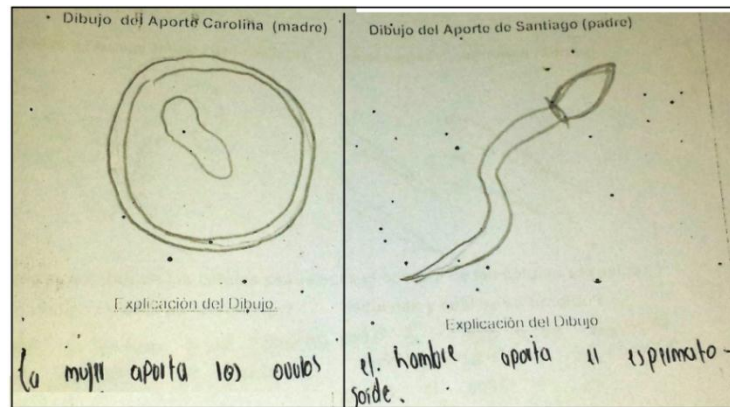 Dibujo del Aporte Carolina (madre)
Explicación del Dibujo.
La mujer aporta los ovulos
Dibujo del Aporte de Santiago (padre)
Explicación del Dibujo
el hombre aporta el espermato-
soide.